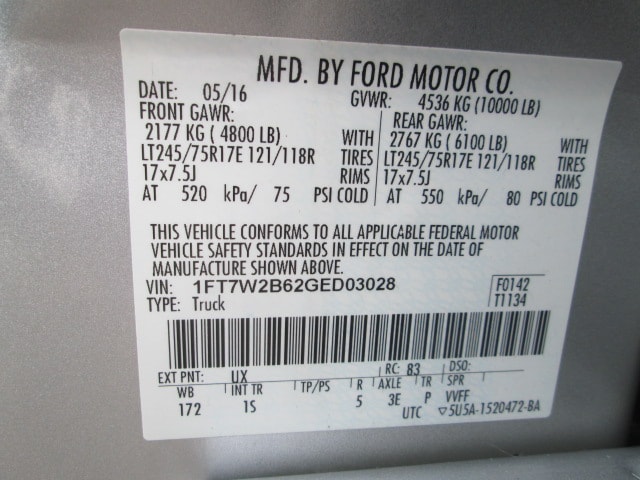 MFD. BY FORD MOTOR CO.
DATE: 05/16 GVWR: 4536 KG (10000 LB)
FRONT GAWR: REAR GAWR:
2177 KG ( 4800 LB) WITH 2767 KG ( 6100 LB) WITH
LT245/75R17E 121/118R TIRES LT245/75R17E 121/118R TIRES
17x7.5J RIMS 17x7.5J RIMS
AT 520 kPa/ 75 PSI COLD AT 550 kPa/ 80 PSI COLD
THIS VEHICLE CONFORMS TO ALL APPLICABLE FEDERAL MOTOR
VEHICLE SAFETY STANDARDS IN EFFECT ON THE DATE OF
MANUFACTURE SHOWN ABOVE.
VIN: 1FT7W2B62GED03028 F0142
TYPE: Truck T1134
EXT PNT: UX RC: 83 DSO:
WB INT TR TP/PS R AXLE TR SPR
172 1S 5 3E P VVFF
UTC ▽5U5A-1520472-BA